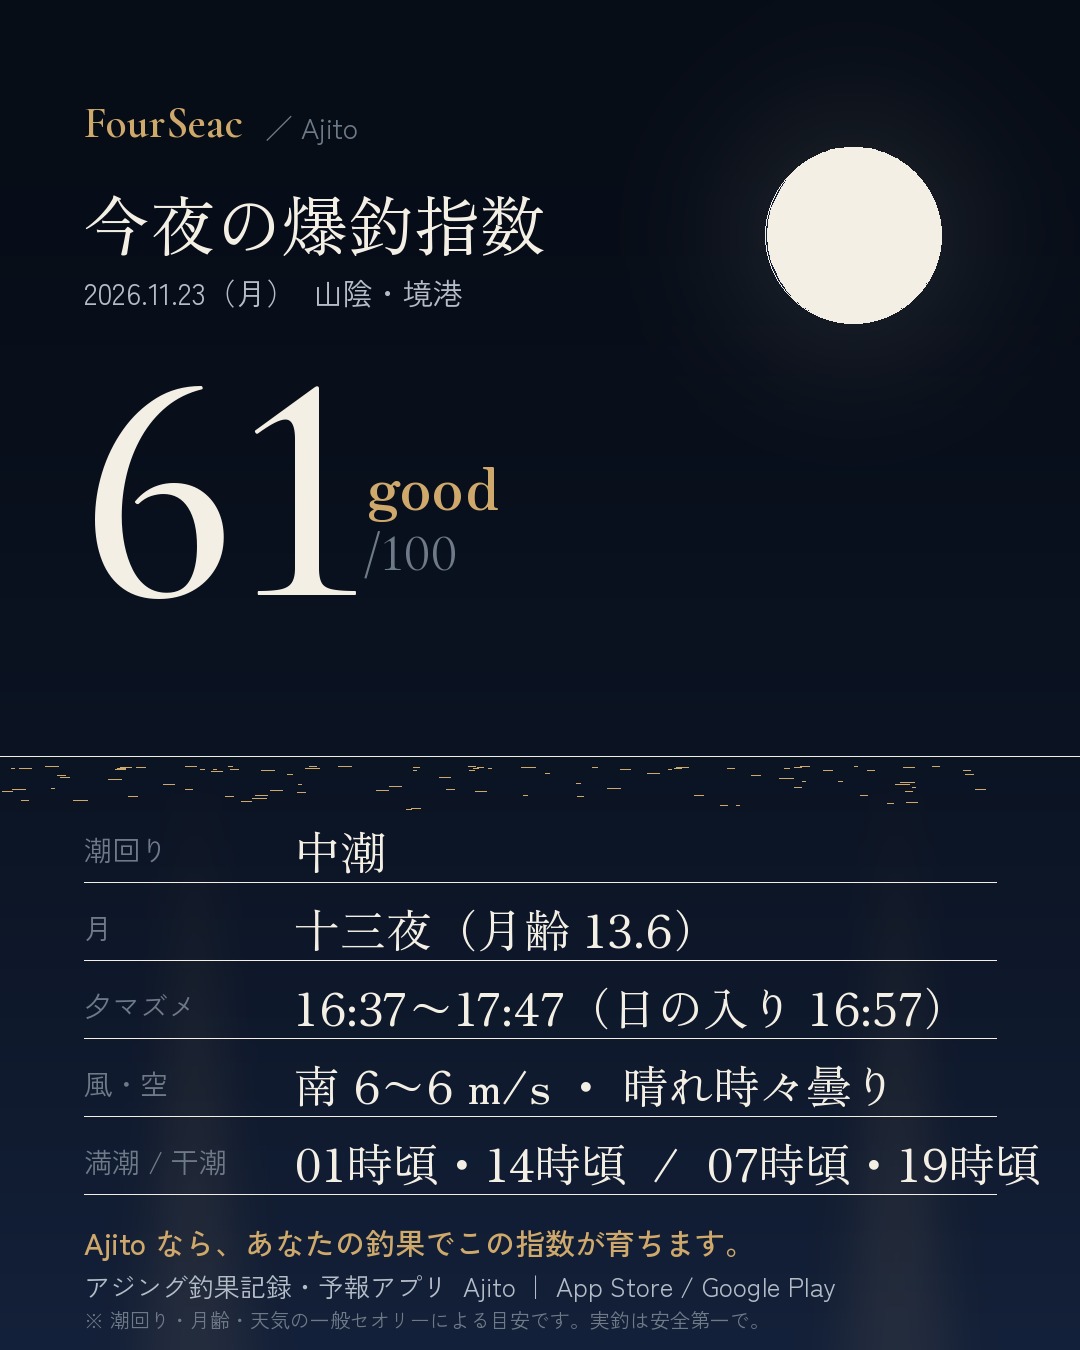 FourSeac ／ Ajito
今夜の爆釣指数
2026.11.23（月） 山陰・境港
61 good
/100
潮回り 中潮
月 十三夜（月齢 13.6）
夕マズメ 16:37〜17:47（日の入り 16:57）
風・空 南 6〜6 m/s ・ 晴れ時々曇り
満潮 / 干潮 01時頃・14時頃 / 07時頃・19時頃
Ajito なら、あなたの釣果でこの指数が育ちます。
アジング釣果記録・予報アプリ Ajito ｜ App Store / Google Play
※ 潮回り・月齢・天気の一般セオリーによる目安です。実釣は安全第一で。